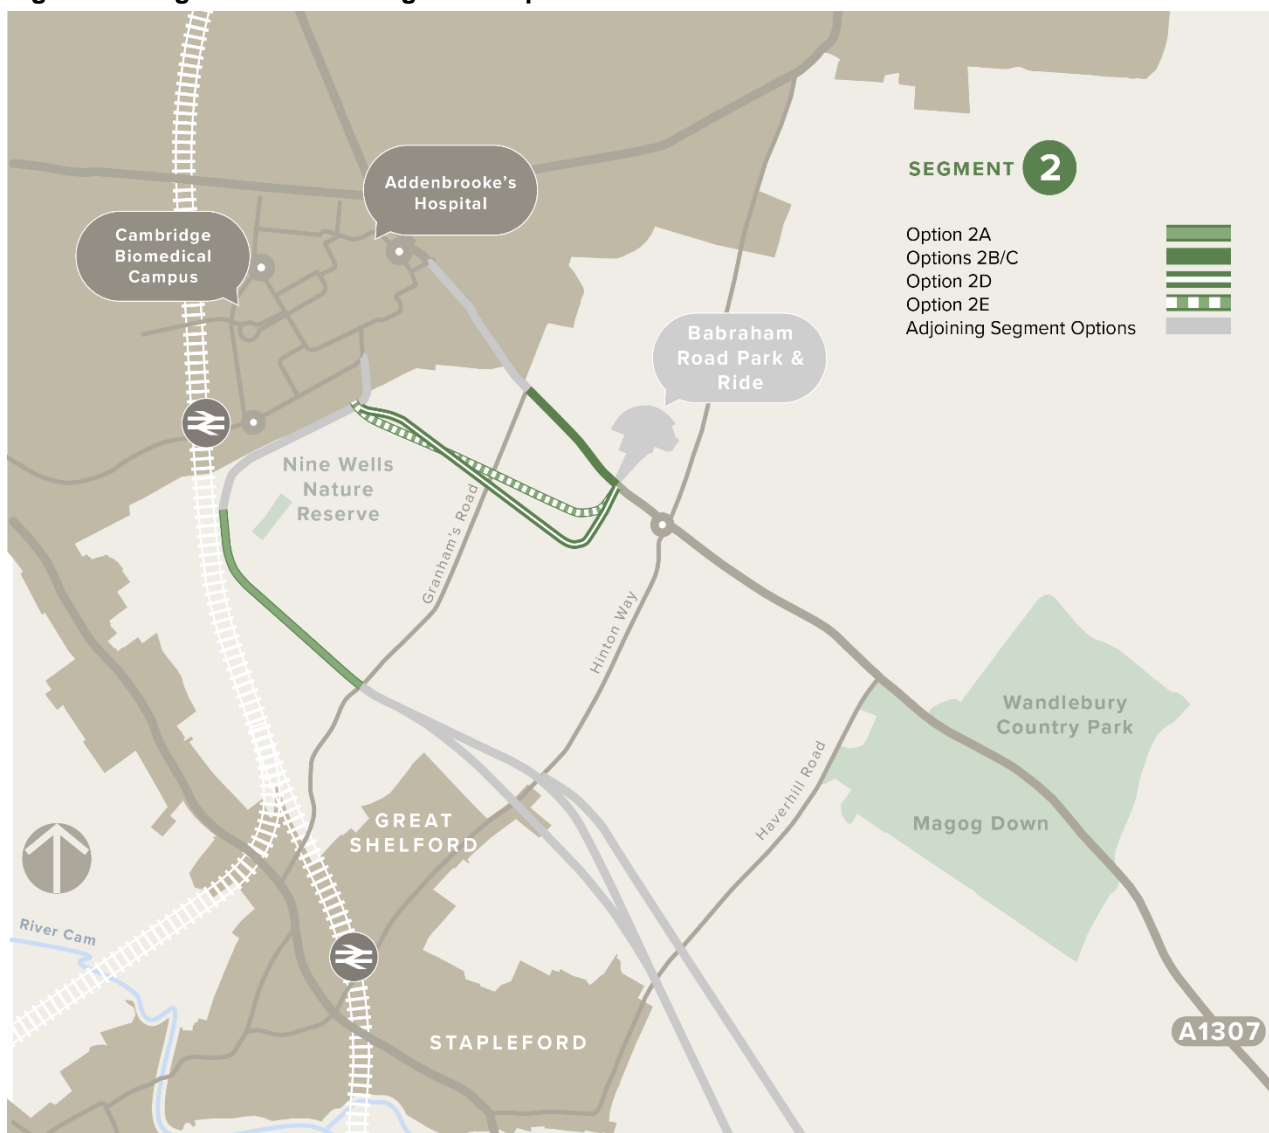 Addenbrooke's
Hospital
Cambridge
Biomedical
Campus
SEGMENT 2
Option 2A
Options 2B/C
Option 2D
Option 2E
Adjoining Segment Options
Babraham
Road Park &
Ride
Nine Wells
Nature
Reserve
Granham's Road
Hinton Way
Haverhill Road
Wandlebury
Country Park
Magog Down
GREAT
SHELFORD
River Cam
STAPLEFORD
A1307